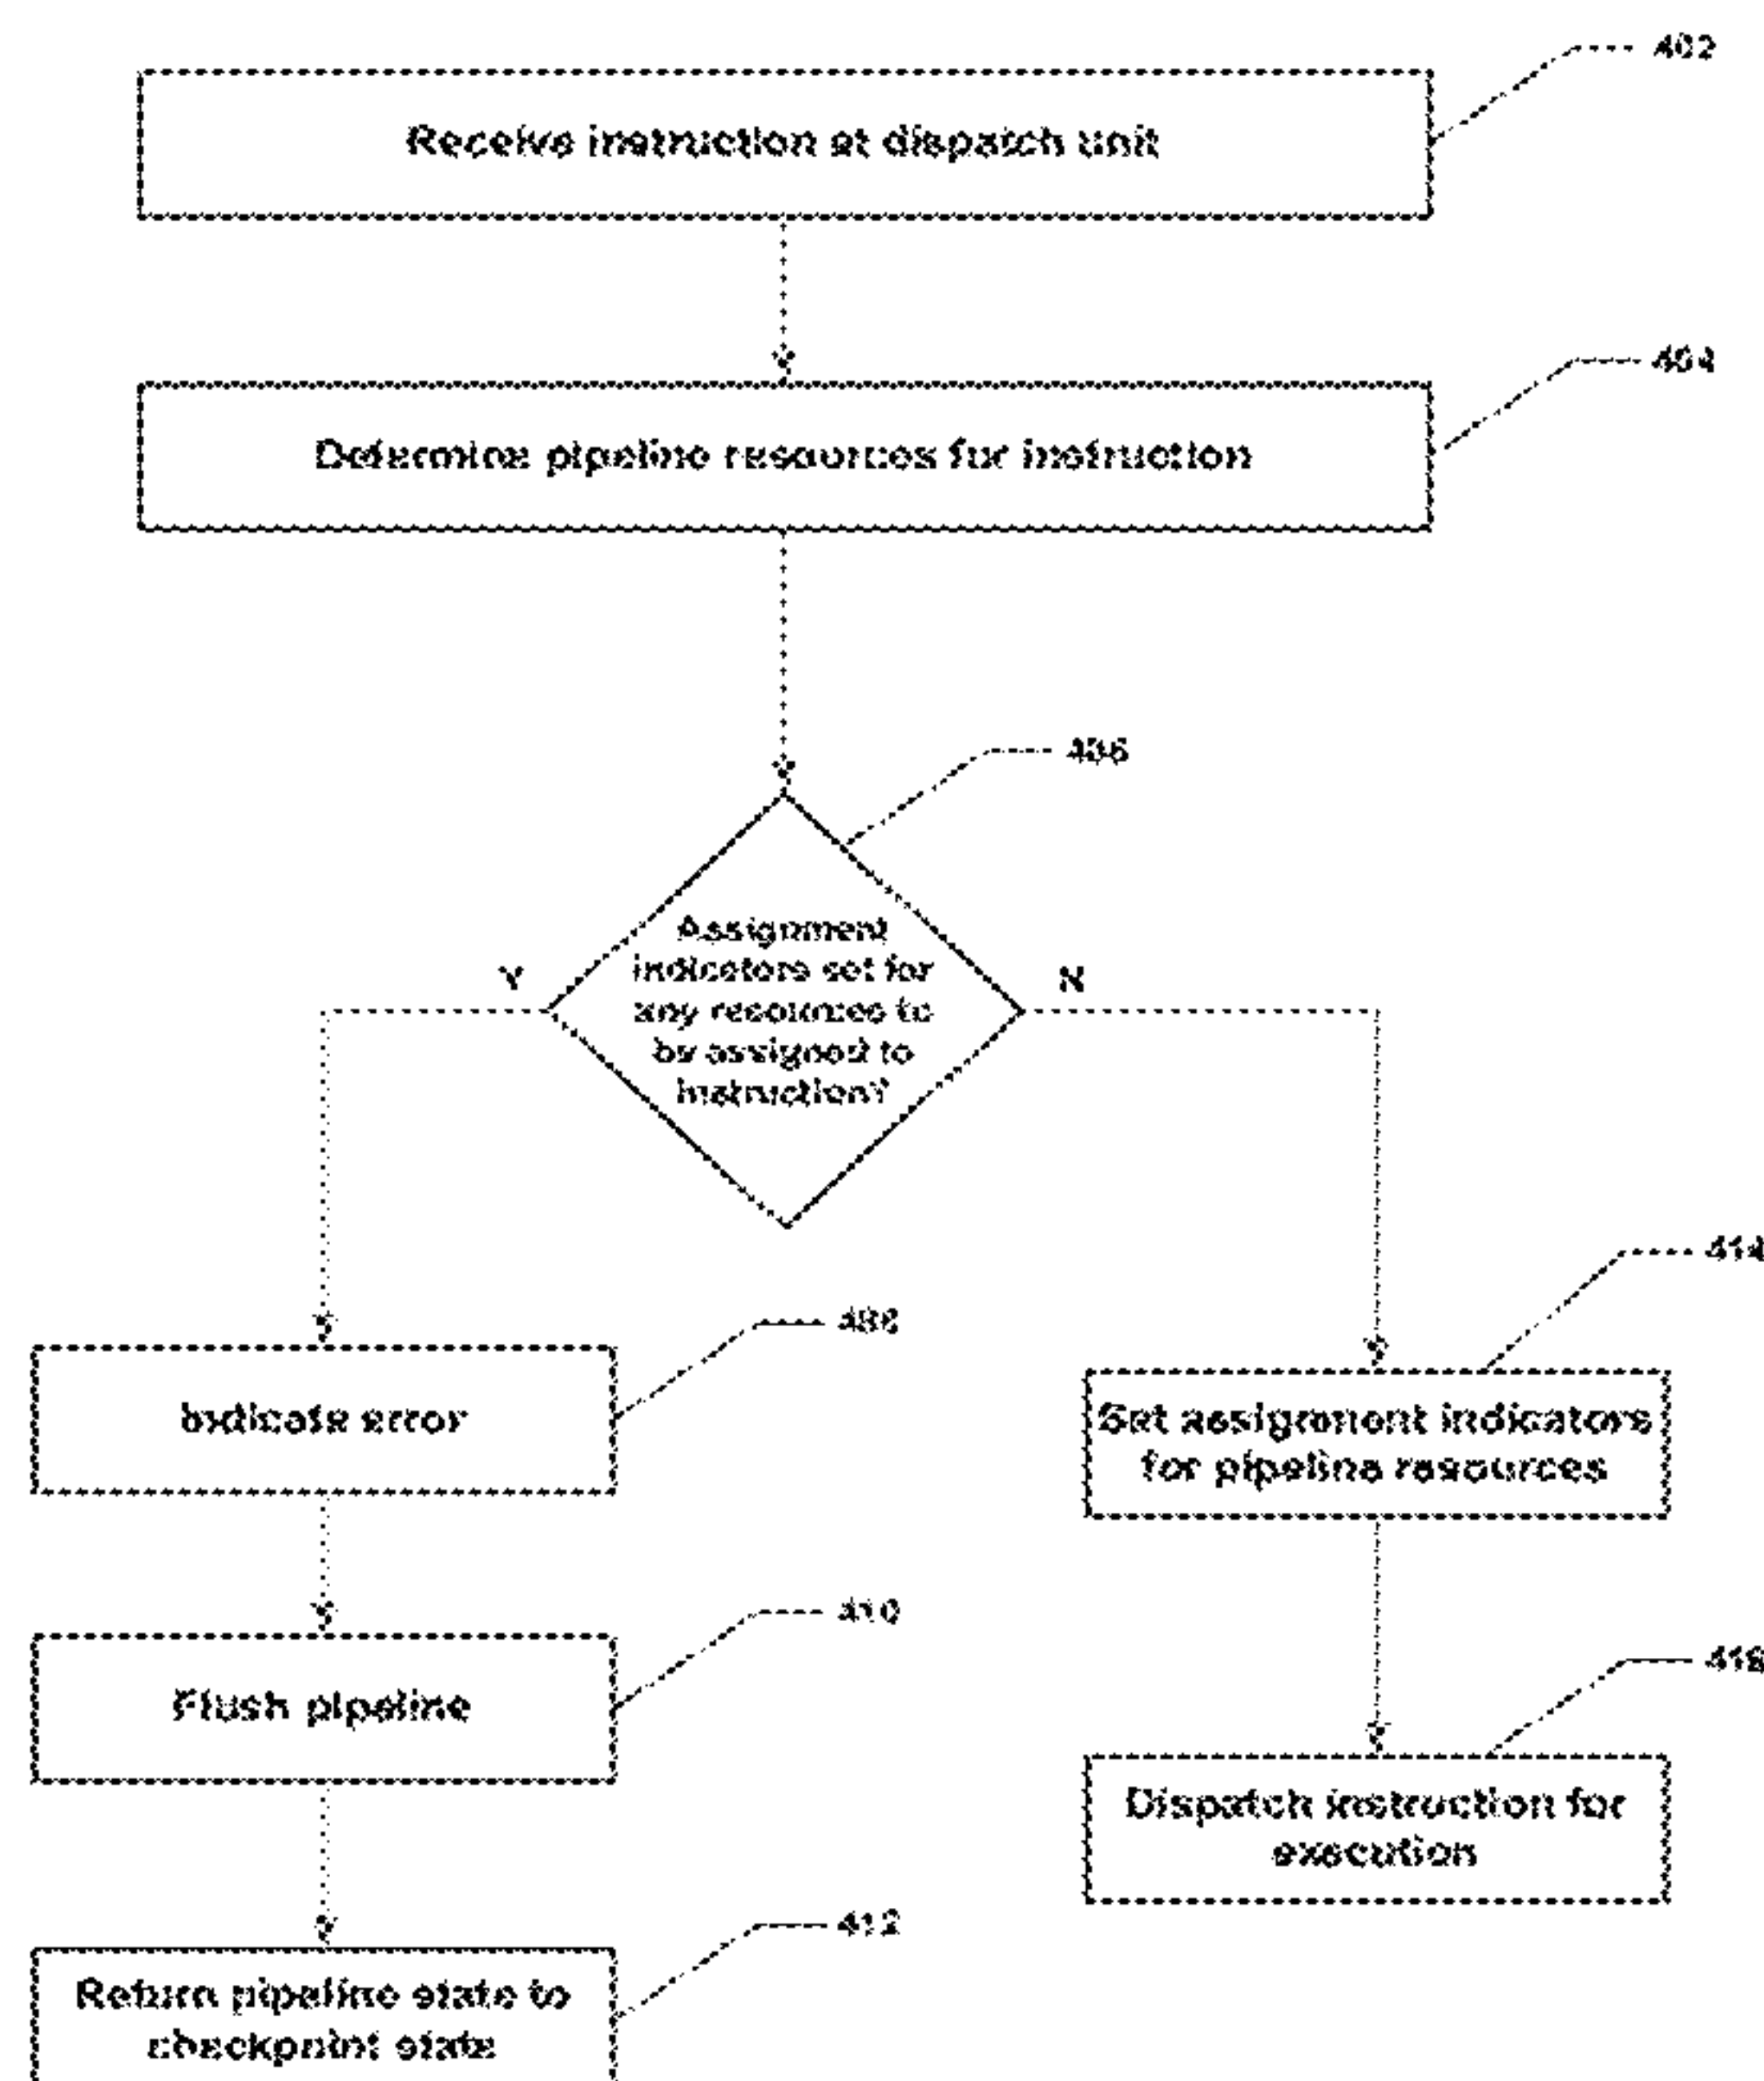 402
Receive instruction at dispatch unit
404
Determine pipeline resources for instruction
406
Assignment
indicators set for
any resources to
be assigned to
instruction?
Y
N
414
408
Indicate error
Set assignment indicators
for pipeline resources
410
Flush pipeline
Dispatch instruction for
execution
412
Return pipeline state to
checkpoint state